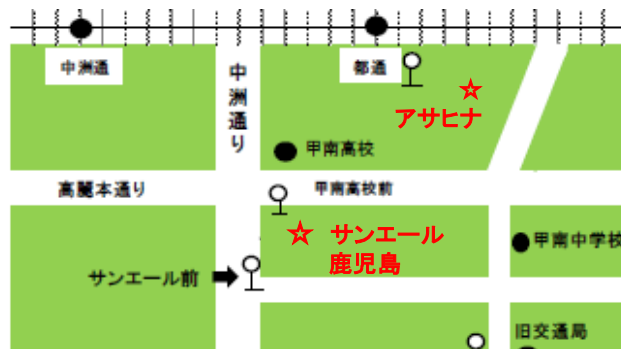 中洲通
都通
中洲通り
アサヒナ
甲南高校
高麗本通り
甲南高校前
サンエール
鹿児島
甲南中学校
サンエール前
旧交通局